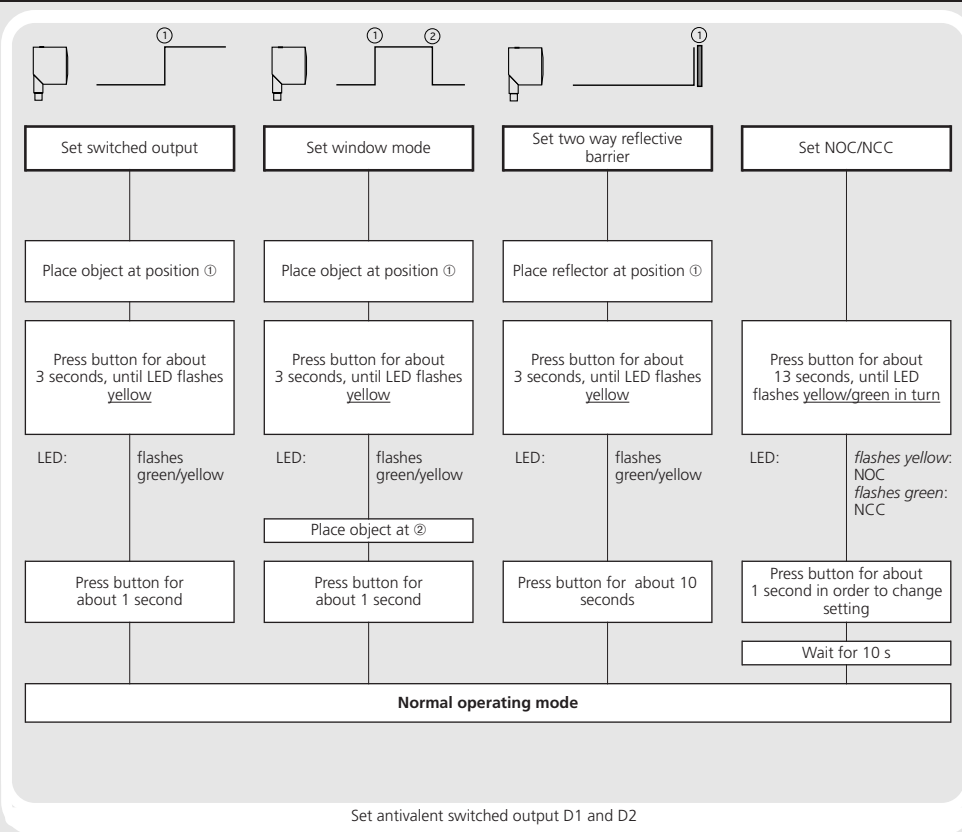 ①
① ②
①
Set switched output
Set window mode
Set two way reflective
barrier
Set NOC/NCC
Place object at position ①
Place object at position ①
Place reflector at position ①
Press button for about
3 seconds, until LED flashes
yellow
Press button for about
3 seconds, until LED flashes
yellow
Press button for about
3 seconds, until LED flashes
yellow
Press button for about
13 seconds, until LED
flashes yellow/green in turn
LED: flashes
green/yellow
LED: flashes
green/yellow
LED: flashes
green/yellow
LED: flashes yellow:
NOC
flashes green:
NCC
Place object at ②
Press button for
about 1 second
Press button for
about 1 second
Press button for about 10
seconds
Press button for about
1 second in order to change
setting
Wait for 10 s
Normal operating mode
Set antivalent switched output D1 and D2